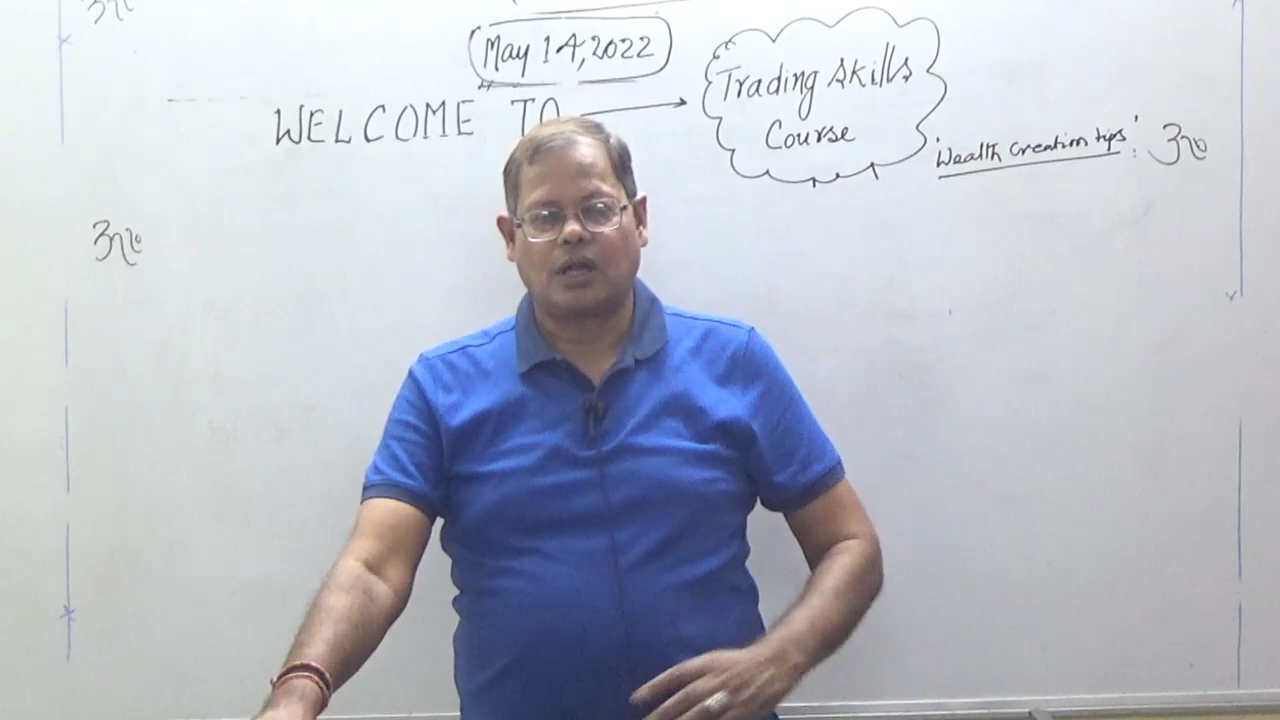 May 14, 2022
WELCOME TO
Trading Skills
Course
'Wealth Creation tips'